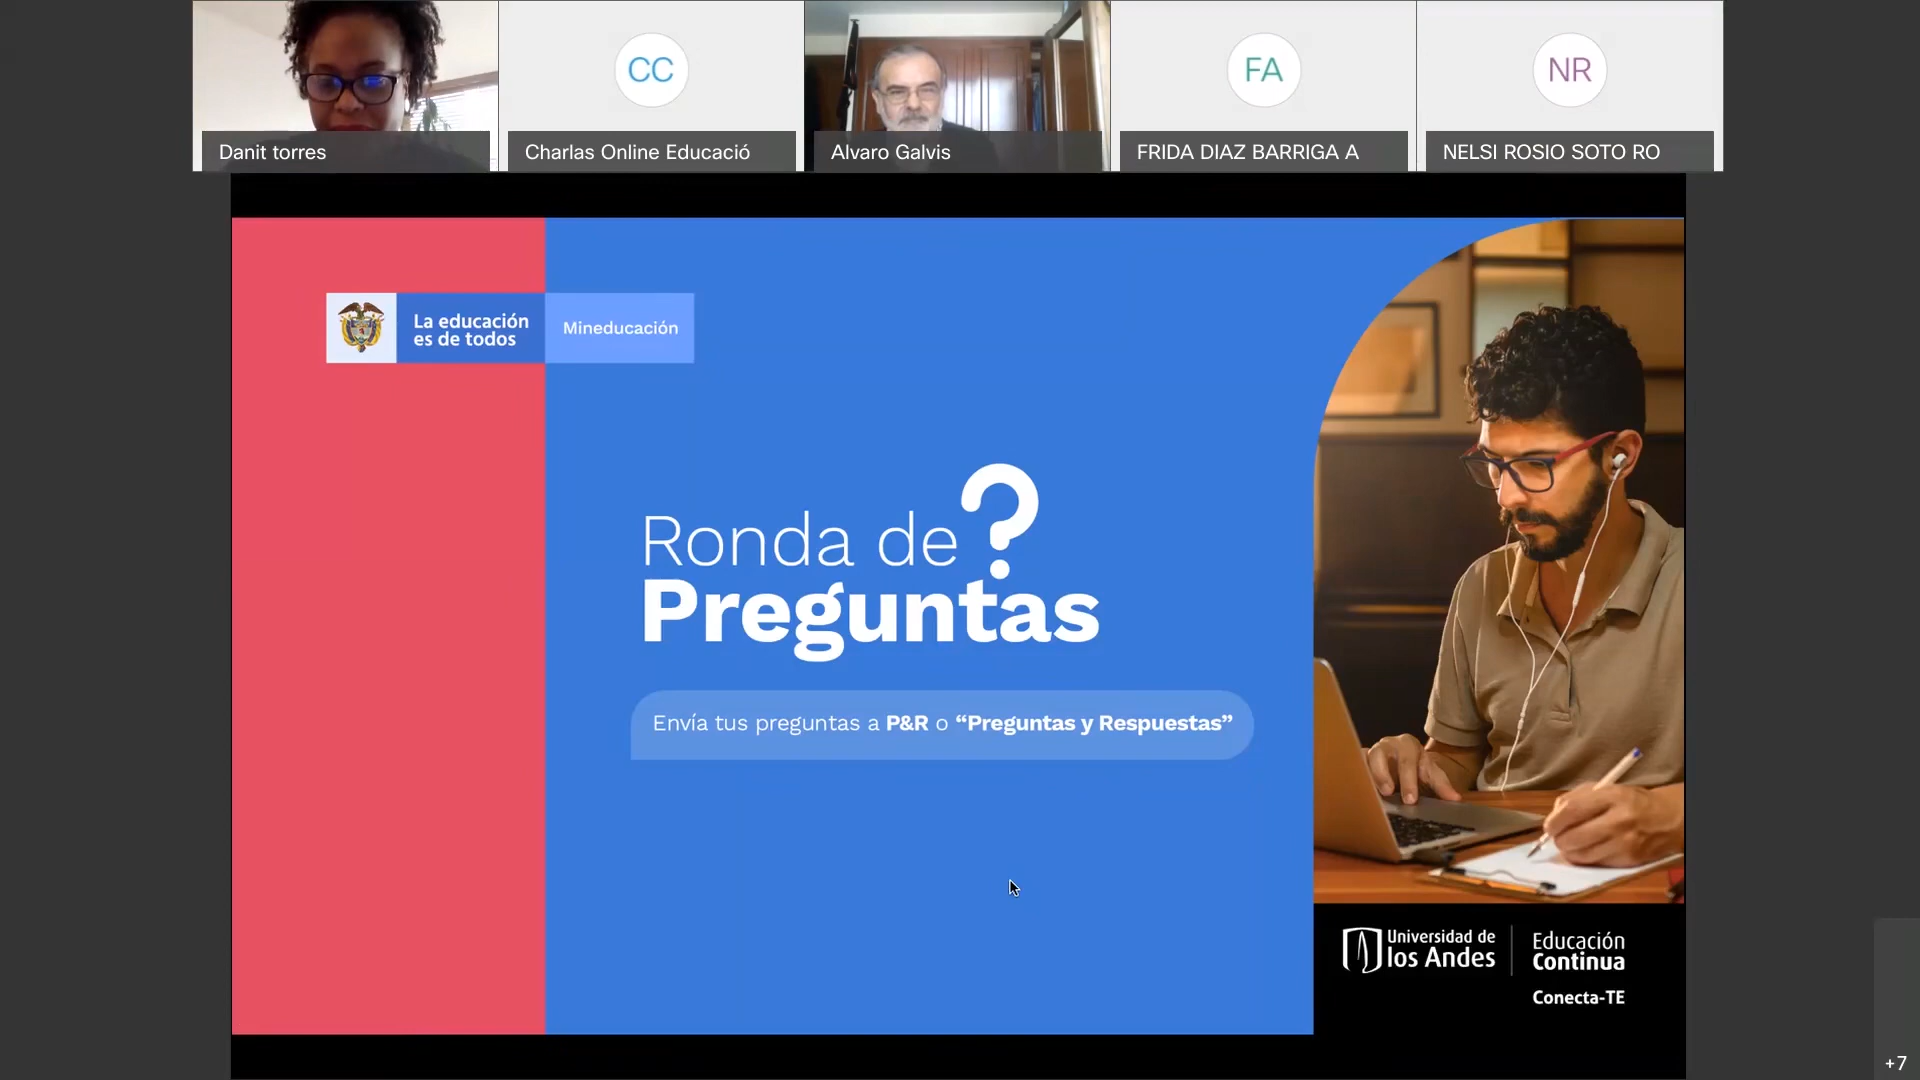 CC
FA
NR
Danit torres
Charlas Online Educació
Alvaro Galvis
FRIDA DIAZ BARRIGA A
NELSI ROSIO SOTO RO
La educación
es de todos
Mineducación
Ronda de ?
Preguntas
Envía tus preguntas a P&R o “Preguntas y Respuestas”
Universidad de
los Andes
Educación
Continua
Conecta-TE
+7